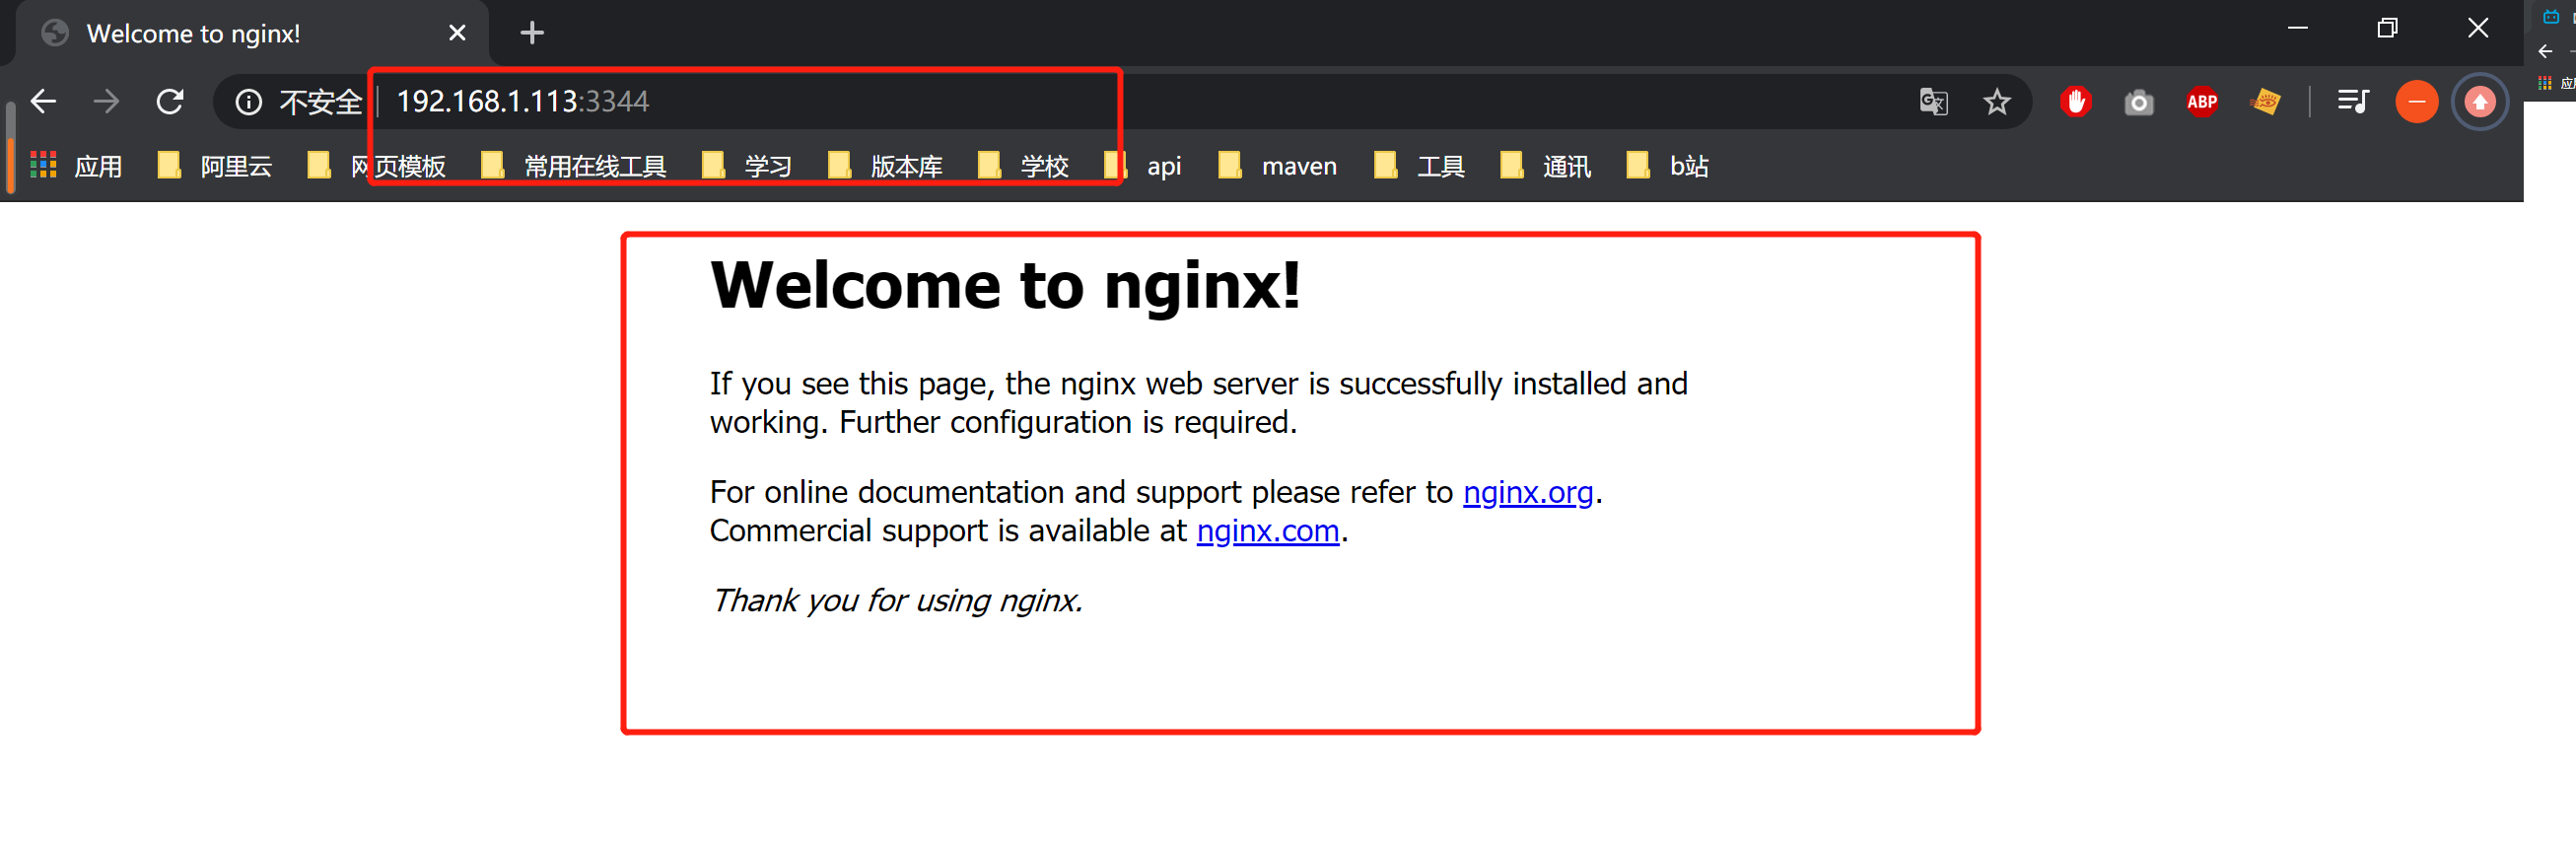 Welcome to nginx!
不安全 192.168.1.113:3344
ABP
应用 阿里云 网页模板 常用在线工具 学习 版本库 学校 api maven 工具 通讯 b站
Welcome to nginx!
If you see this page, the nginx web server is successfully installed and
working. Further configuration is required.
For online documentation and support please refer to nginx.org.
Commercial support is available at nginx.com.
Thank you for using nginx.